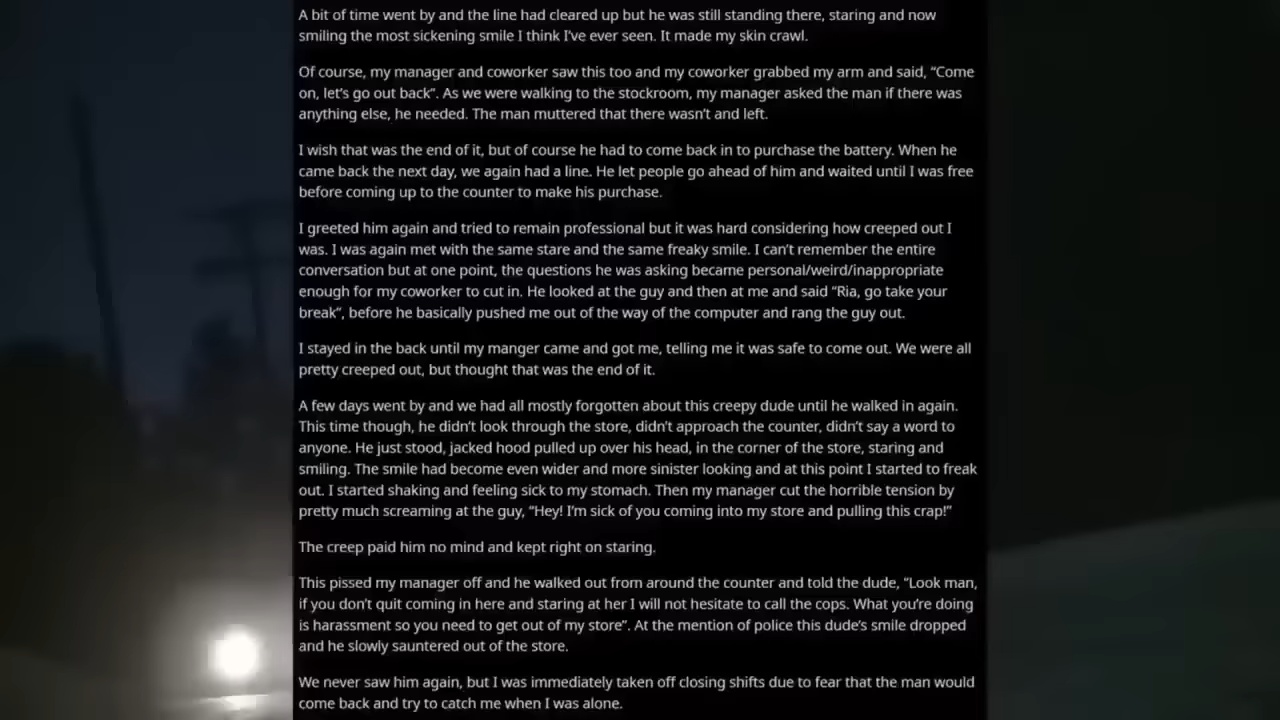 A bit of time went by and the line had cleared up but he was still standing there, staring and now
smiling the most sickening smile I think I've ever seen. It made my skin crawl.
Of course, my manager and coworker saw this too and my coworker grabbed my arm and said, “Come
on, let's go out back”. As we were walking to the stockroom, my manager asked the man if there was
anything else, he needed. The man muttered that there wasn't and left.
I wish that was the end of it, but of course he had to come back in to purchase the battery. When he
came back the next day, we again had a line. He let people go ahead of him and waited until I was free
before coming up to the counter to make his purchase.
I greeted him again and tried to remain professional but it was hard considering how creeped out I
was. I was again met with the same stare and the same freaky smile. I can't remember the entire
conversation but at one point, the questions he was asking became personal/weird/inappropriate
enough for my coworker to cut in. He looked at the guy and then at me and said “Ria, go take your
break”, before he basically pushed me out of the way of the computer and rang the guy out.
I stayed in the back until my manger came and got me, telling me it was safe to come out. We were all
pretty creeped out, but thought that was the end of it.
A few days went by and we had all mostly forgotten about this creepy dude until he walked in again.
This time though, he didn't look through the store, didn't approach the counter, didn't say a word to
anyone. He just stood, jacked hood pulled up over his head, in the corner of the store, staring and
smiling. The smile had become even wider and more sinister looking and at this point I started to freak
out. I started shaking and feeling sick to my stomach. Then my manager cut the horrible tension by
pretty much screaming at the guy, “Hey! I'm sick of you coming into my store and pulling this crap!”
The creep paid him no mind and kept right on staring.
This pissed my manager off and he walked out from around the counter and told the dude, “Look man,
if you don't quit coming in here and staring at her I will not hesitate to call the cops. What you're doing
is harassment so you need to get out of my store”. At the mention of police this dude's smile dropped
and he slowly sauntered out of the store.
We never saw him again, but I was immediately taken off closing shifts due to fear that the man would
come back and try to catch me when I was alone.